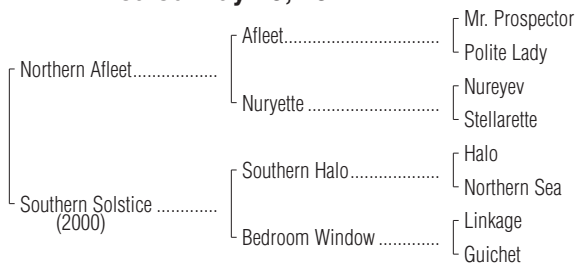 Mr. Prospector
Afleet
Polite Lady
Northern Afleet
Nureyev
Nuryette
Stellarette
Halo
Southern Halo
Northern Sea
Southern Solstice
(2000)
Linkage
Bedroom Window
Guichet